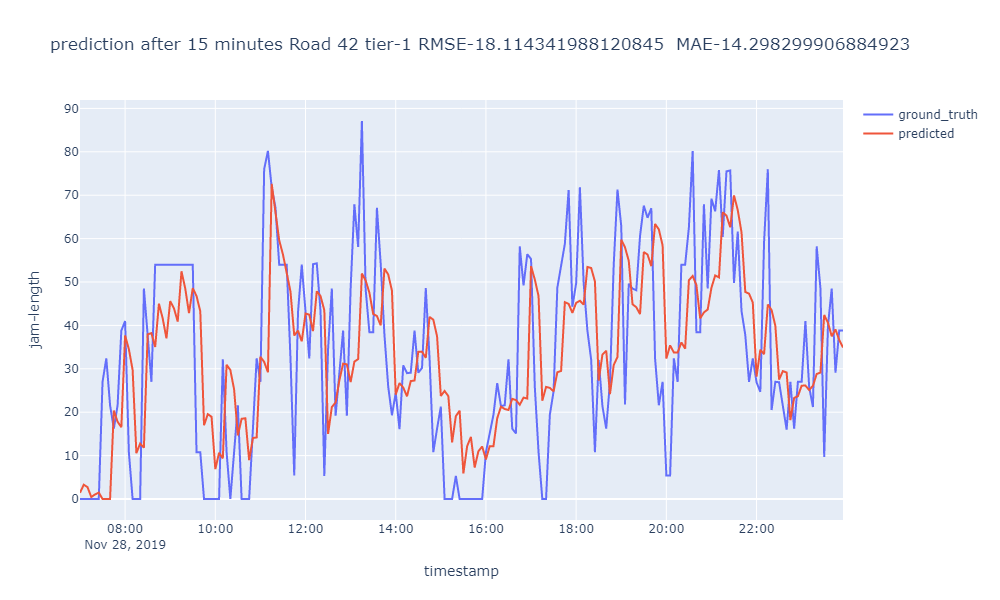 prediction after 15 minutes Road 42 tier-1 RMSE-18.114341988120845  MAE-14.298299906884923
ground_truth
predicted
90
80
70
60
50
40
30
20
10
0
jam-length
08:00 10:00 12:00 14:00 16:00 18:00 20:00 22:00
Nov 28, 2019
timestamp